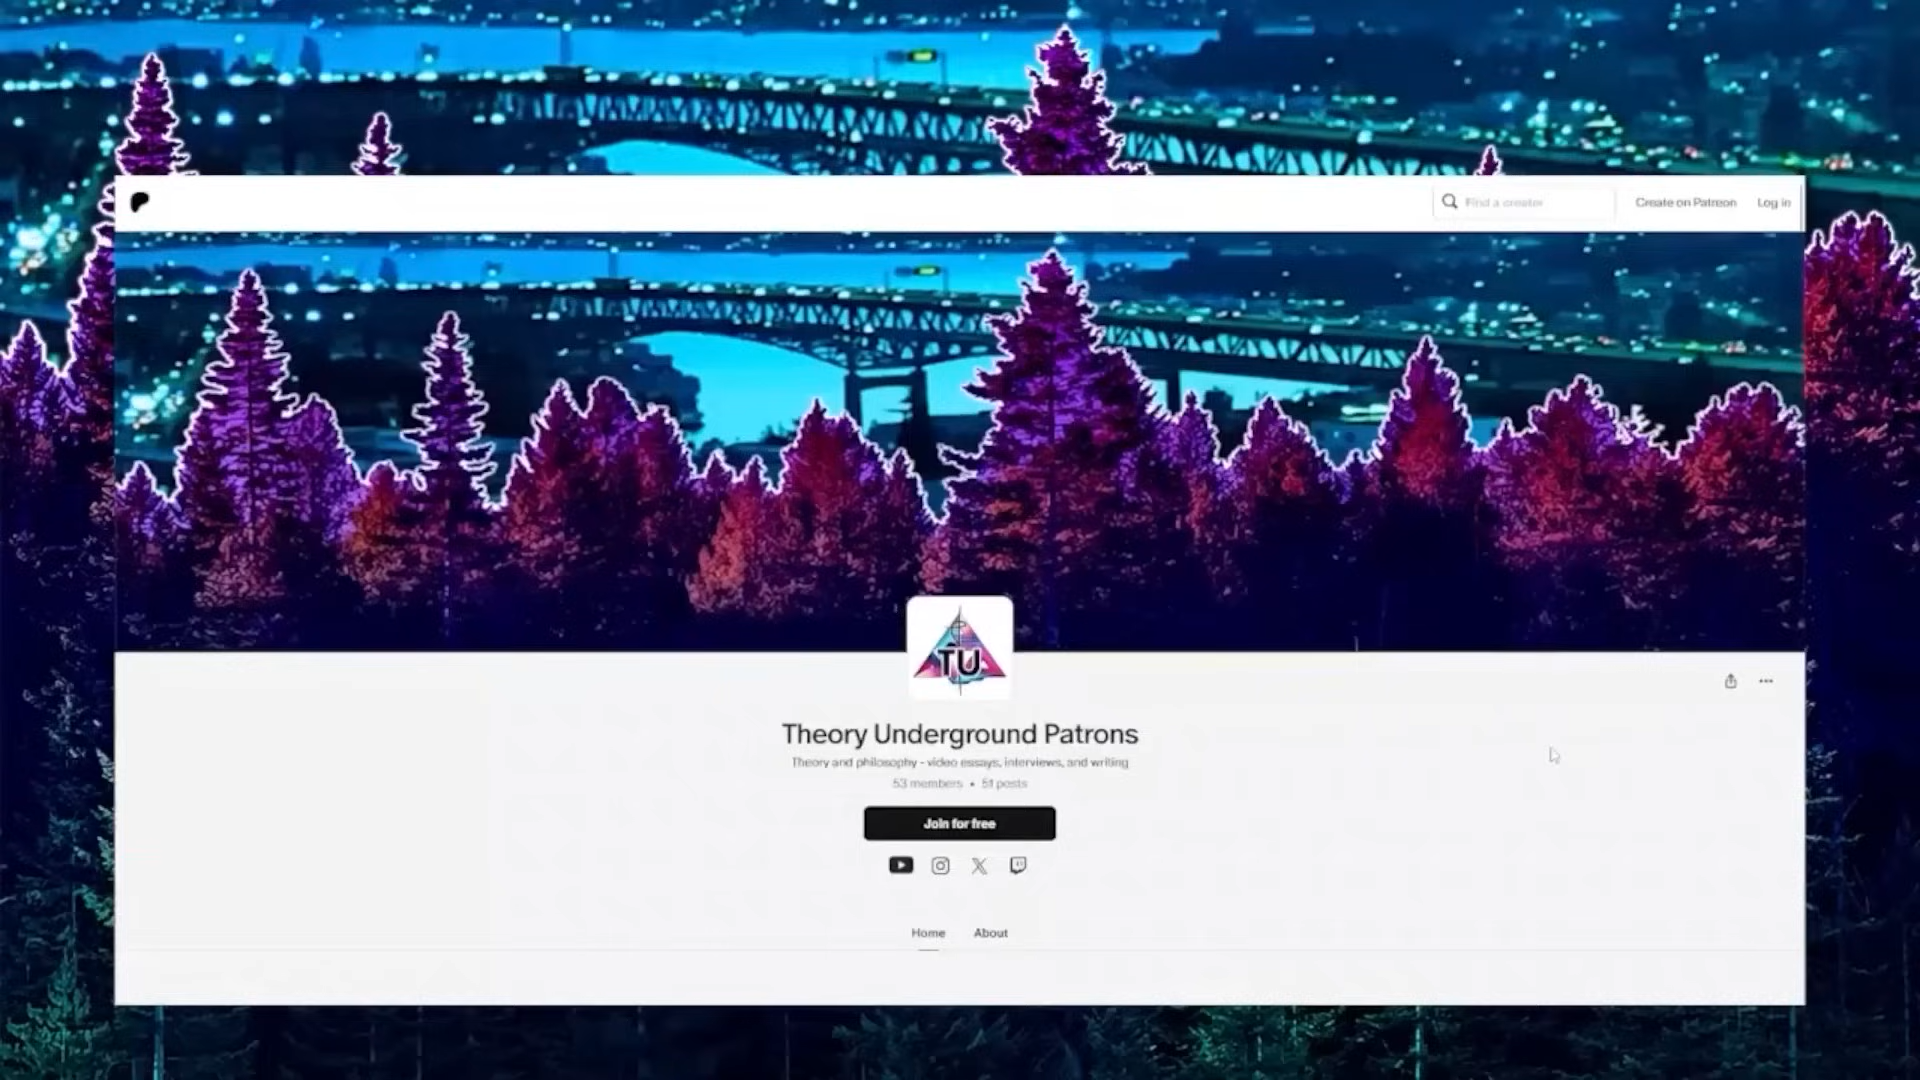 Find a creator
Create on Patreon
Log in
TU
Theory Underground Patrons
Theory and philosophy - video essays, interviews, and writing
53 members • 51 posts
Join for free
Home
About